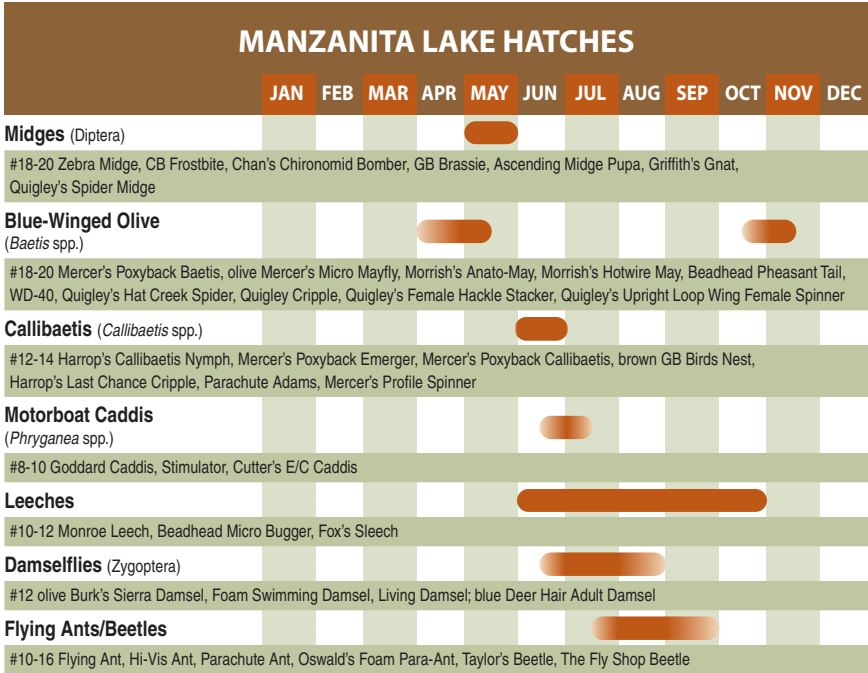 MANZANITA LAKE HATCHES
JAN FEB MAR APR MAY JUN JUL AUG SEP OCT NOV DEC
Midges (Diptera)
#18-20 Zebra Midge, CB Frostbite, Chan's Chironomid Bomber, GB Brassie, Ascending Midge Pupa, Griffith's Gnat,
Quigley's Spider Midge
Blue-Winged Olive
(Baetis spp.)
#18-20 Mercer's Poxyback Baetis, olive Mercer's Micro Mayfly, Morrish's Anato-May, Morrish's Hotwire May, Beadhead Pheasant Tail,
WD-40, Quigley's Hat Creek Spider, Quigley Cripple, Quigley's Female Hackle Stacker, Quigley's Upright Loop Wing Female Spinner
Callibaetis (Callibaetis spp.)
#12-14 Harrop's Callibaetis Nymph, Mercer's Poxyback Emerger, Mercer's Poxyback Callibaetis, brown GB Birds Nest,
Harrop's Last Chance Cripple, Parachute Adams, Mercer's Profile Spinner
Motorboat Caddis
(Phryganea spp.)
#8-10 Goddard Caddis, Stimulator, Cutter's E/C Caddis
Leeches
#10-12 Monroe Leech, Beadhead Micro Bugger, Fox's Sleech
Damselflies (Zygoptera)
#12 olive Burk's Sierra Damsel, Foam Swimming Damsel, Living Damsel; blue Deer Hair Adult Damsel
Flying Ants/Beetles
#10-16 Flying Ant, Hi-Vis Ant, Parachute Ant, Oswald's Foam Para-Ant, Taylor's Beetle, The Fly Shop Beetle